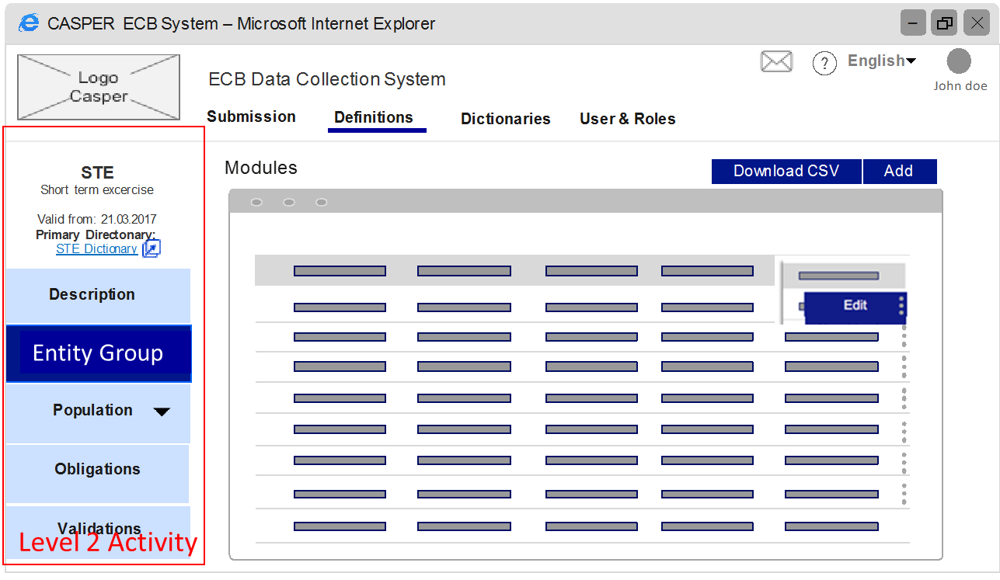 CASPER ECB System – Microsoft Internet Explorer
Logo
Casper
ECB Data Collection System
?
English
John doe
Submission
Definitions
Dictionaries
User & Roles
STE
Short term excercise
Valid from: 21.03.2017
Primary Directonary:
STE Dictionary
Description
Entity Group
Population
Obligations
Validations
Level 2 Activity
Modules
Download CSV
Add
Edit